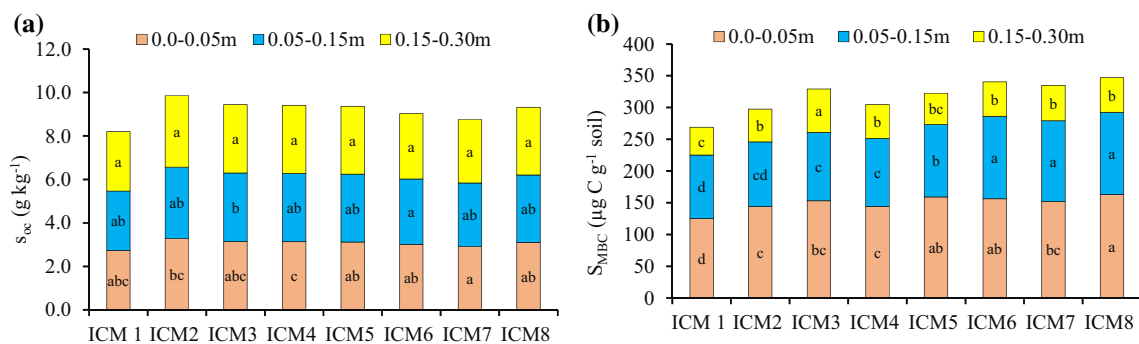 (a)
0.0-0.05m 0.05-0.15m 0.15-0.30m
12.0
10.0
8.0
6.0
4.0
2.0
0.0
s_oc (g kg⁻¹)
a a a a a a a a
ab ab b ab ab a ab ab
abc bc abc c ab ab a ab
ICM 1 ICM2 ICM3 ICM4 ICM5 ICM6 ICM7 ICM8
(b)
0.0-0.05m 0.05-0.15m 0.15-0.30m
400
350
300
250
200
150
100
50
0
S_MBC (µg C g⁻¹ soil)
c b a b bc b b b
d cd c c b a a a
d c bc c ab ab bc a
ICM 1 ICM2 ICM3 ICM4 ICM5 ICM6 ICM7 ICM8